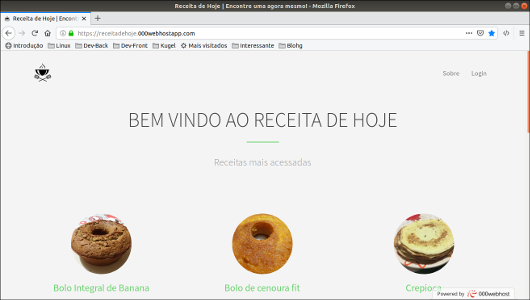 Receita de Hoje | Encontre uma agora mesmo! - Mozilla Firefox
Receita de Hoje | Encont
https://receitadehoje.000webhostapp.com
Introdução Linux Dev-Back Dev-Front Kugel Mais visitados Interessante Blohg
Sobre Login
BEM VINDO AO RECEITA DE HOJE
Receitas mais acessadas
Bolo Integral de Banana Bolo de cenoura fit Crepioca
Powered by 000webhost